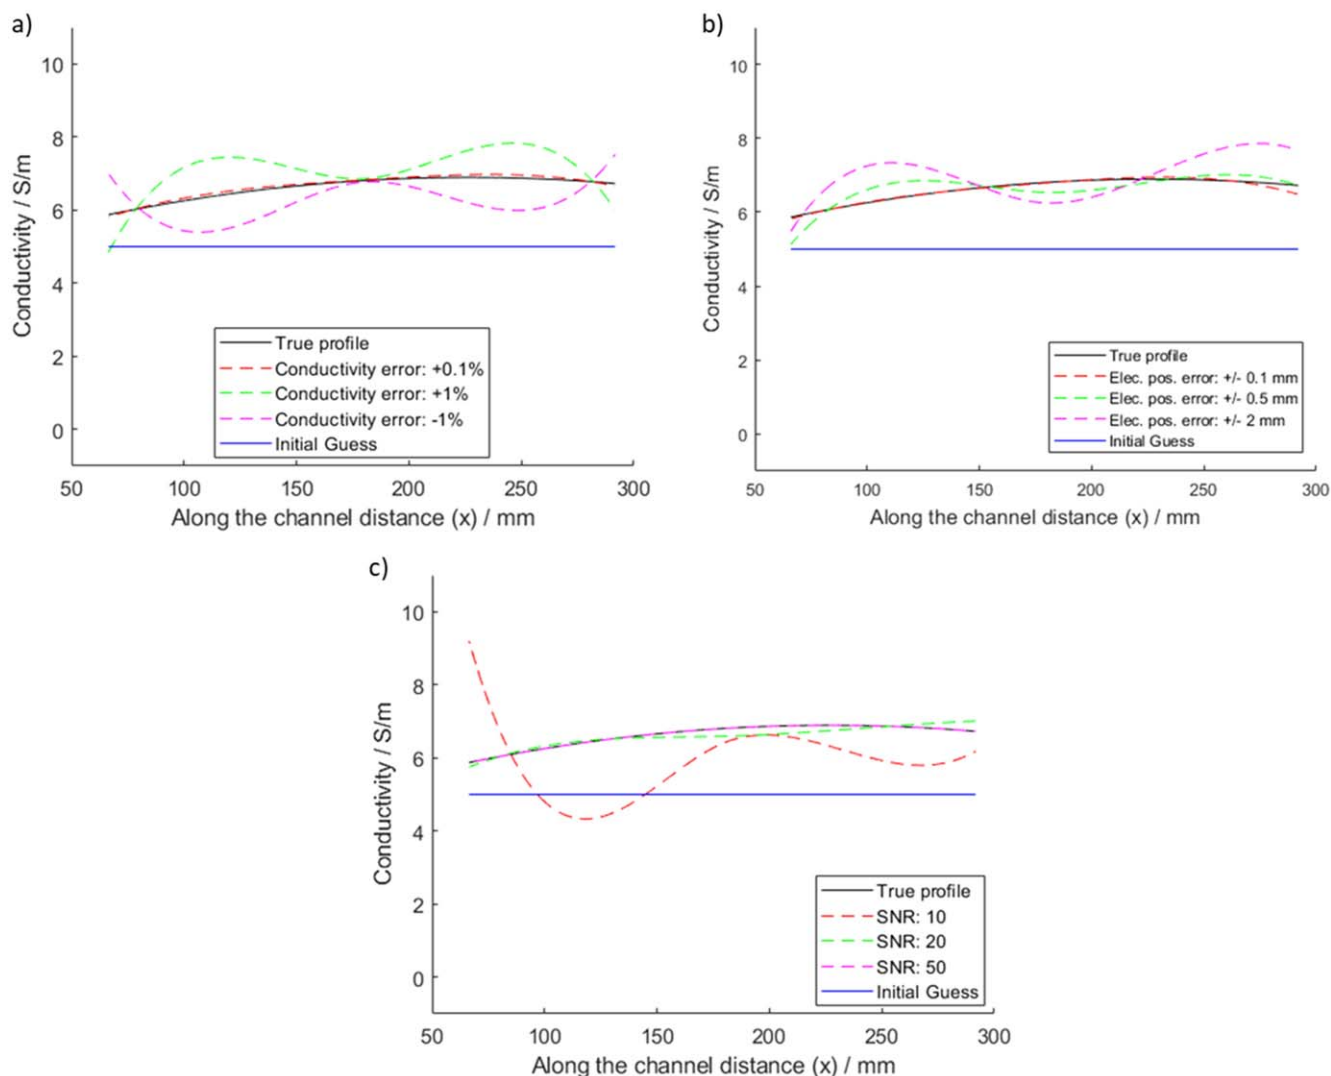 a)
10
8
6
4
2
0
Conductivity / S/m
True profile
Conductivity error: +0.1%
Conductivity error: +1%
Conductivity error: -1%
Initial Guess
50 100 150 200 250 300
Along the channel distance (x) / mm
b)
10
8
6
4
2
0
Conductivity / S/m
True profile
Elec. pos. error: +/- 0.1 mm
Elec. pos. error: +/- 0.5 mm
Elec. pos. error: +/- 2 mm
Initial Guess
50 100 150 200 250 300
Along the channel distance (x) / mm
c)
10
8
6
4
2
0
Conductivity / S/m
True profile
SNR: 10
SNR: 20
SNR: 50
Initial Guess
50 100 150 200 250 300
Along the channel distance (x) / mm